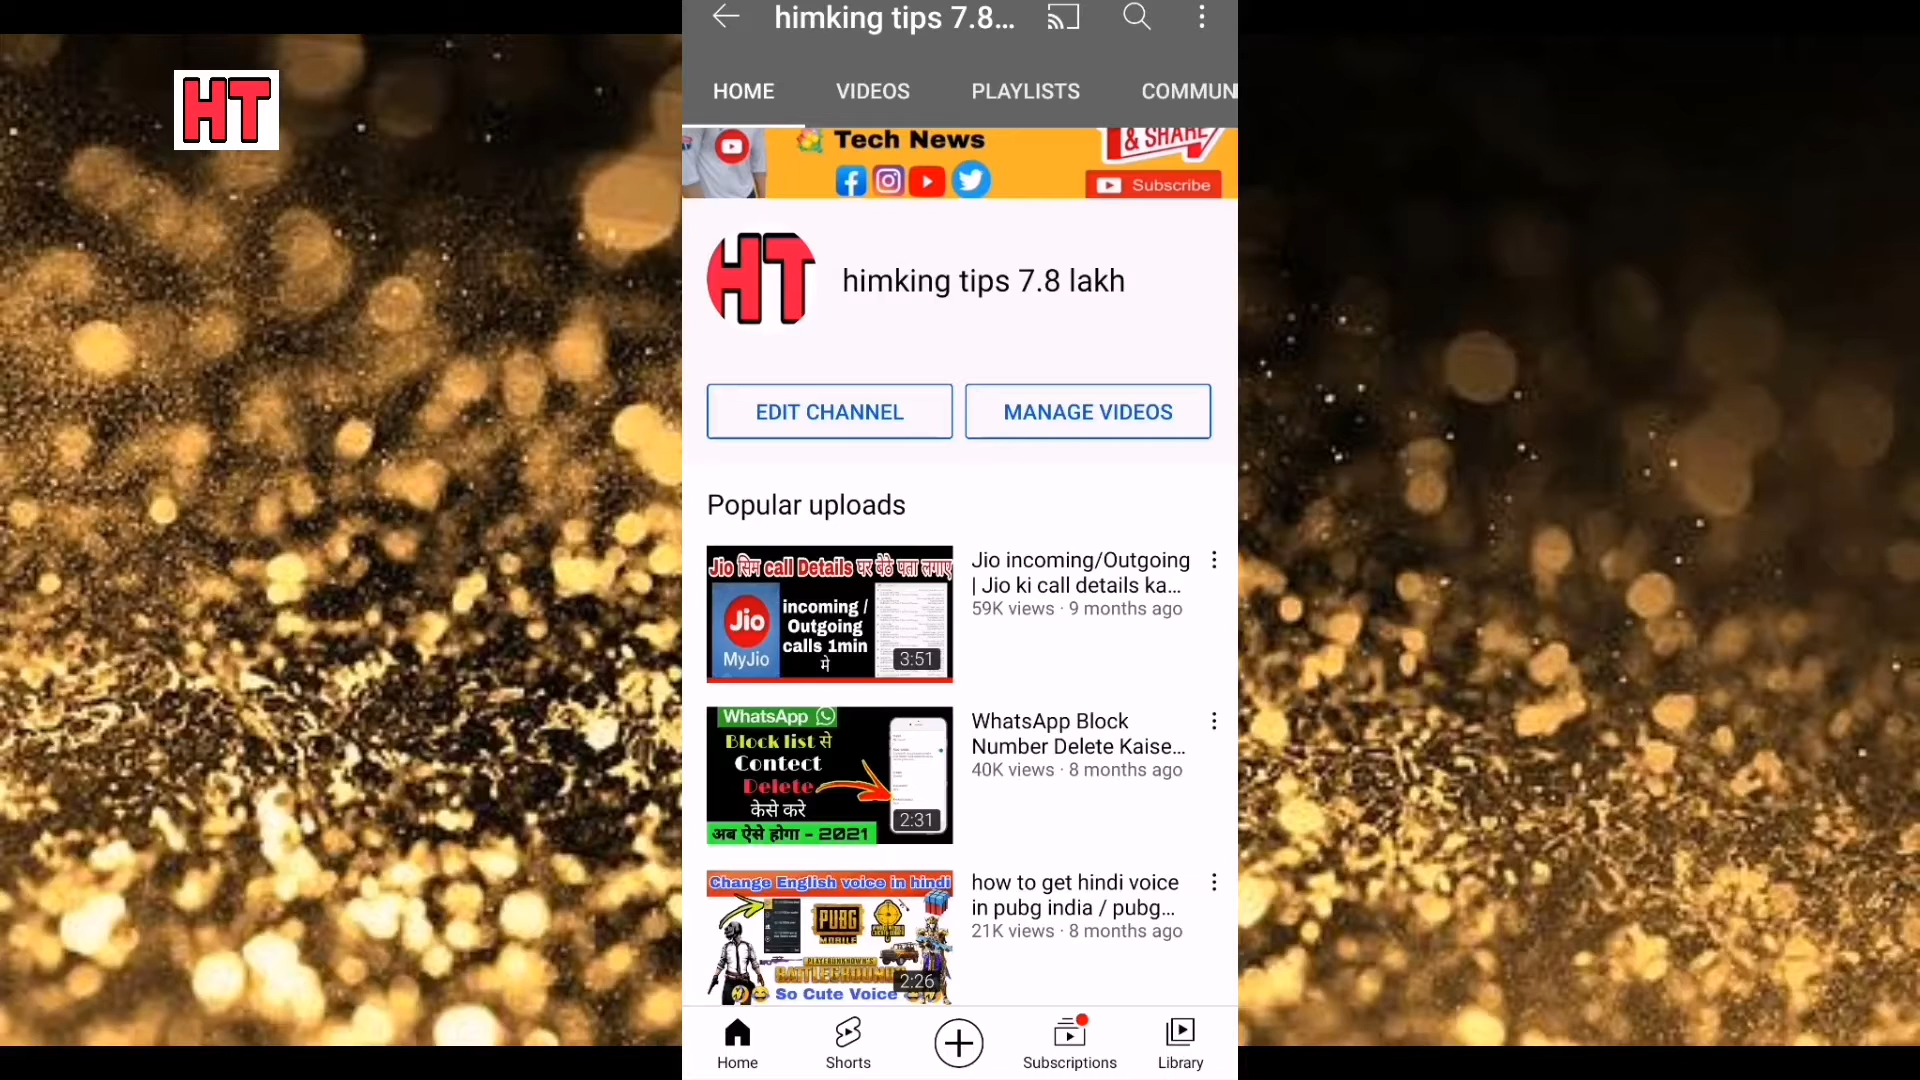 HT
himking tips 7.8...
HOME VIDEOS PLAYLISTS COMMUN
Tech News
& SHARE
Subscribe
HT
himking tips 7.8 lakh
EDIT CHANNEL MANAGE VIDEOS
Popular uploads
Jio सिम call Details घर बेठे पता लगाए
Jio
MyJio
incoming /
Outgoing
calls 1min
मे
3:51
Jio incoming/Outgoing
| Jio ki call details ka...
59K views · 9 months ago
WhatsApp
Block list से
Contect
Delete
केसे करे
अब ऐसे होगा - 2021
2:31
WhatsApp Block
Number Delete Kaise...
40K views · 8 months ago
Change English voice in hindi
PUBG
MOBILE
PLAYERUNKNOWN'S
BATTLEGROUNDS
So Cute Voice
2:26
how to get hindi voice
in pubg india / pubg...
21K views · 8 months ago
Home Shorts Subscriptions Library